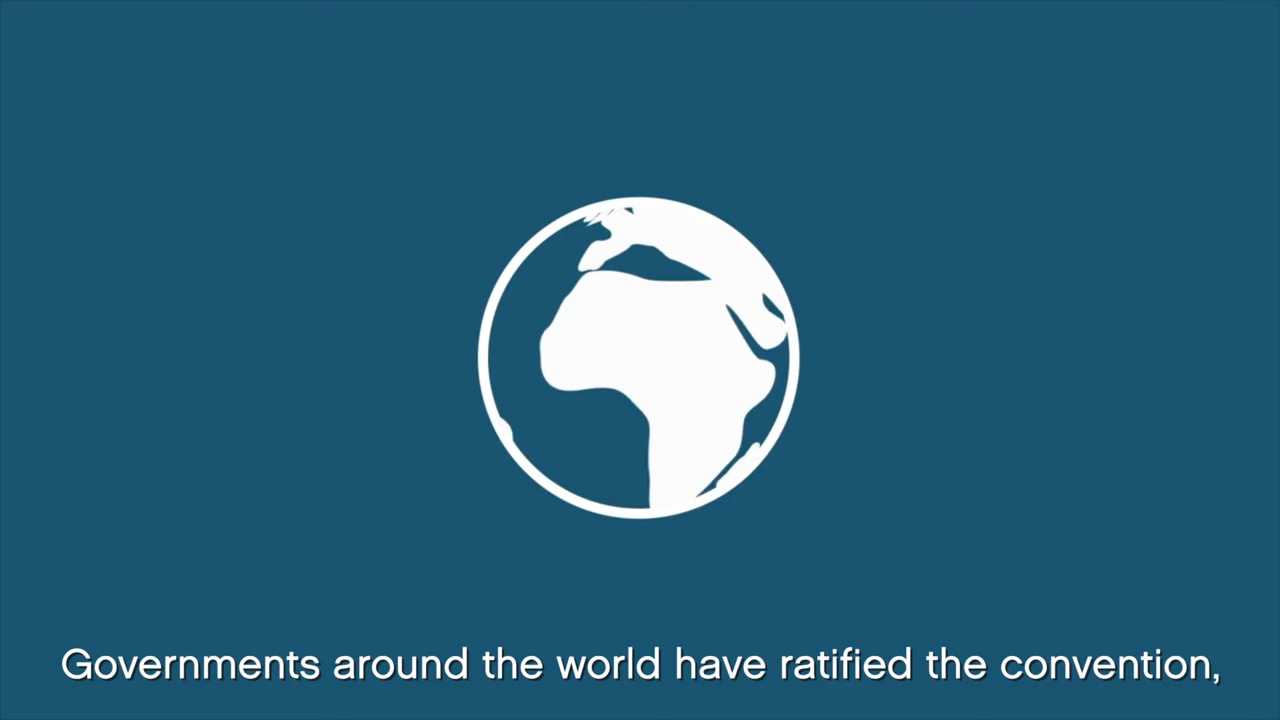 Governments around the world have ratified the convention,